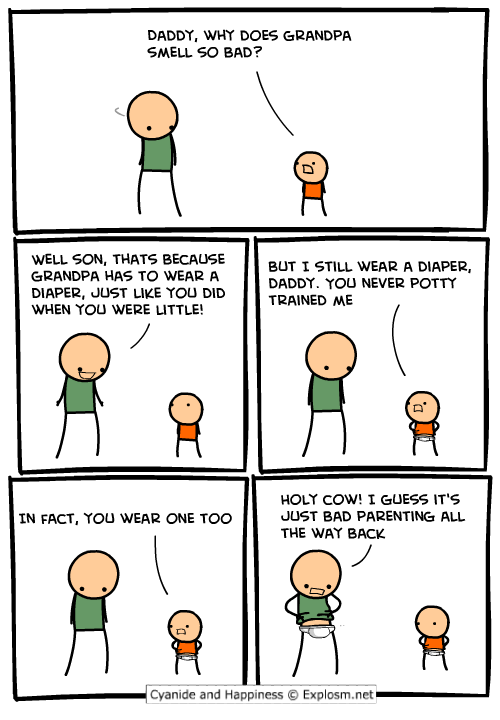 DADDY, WHY DOES GRANDPA
SMELL SO BAD?
WELL SON, THATS BECAUSE
GRANDPA HAS TO WEAR A
DIAPER, JUST LIKE YOU DID
WHEN YOU WERE LITTLE!
BUT I STILL WEAR A DIAPER,
DADDY. YOU NEVER POTTY
TRAINED ME
IN FACT, YOU WEAR ONE TOO
HOLY COW! I GUESS IT'S
JUST BAD PARENTING ALL
THE WAY BACK
Cyanide and Happiness © Explosm.net